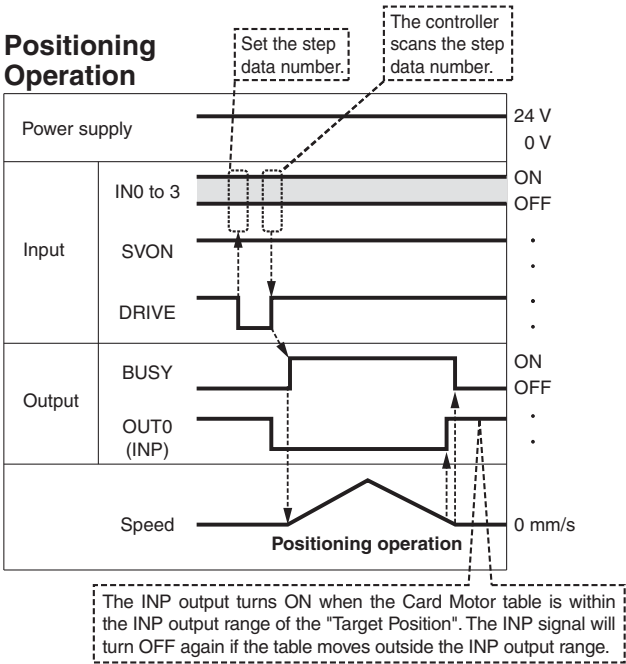 Positioning
Operation
Set the step
data number.
The controller
scans the step
data number.
Power supply
24 V
0 V
Input
IN0 to 3
ON
OFF
SVON
DRIVE
Output
BUSY
ON
OFF
OUT0
(INP)
Speed
0 mm/s
Positioning operation
The INP output turns ON when the Card Motor table is within
the INP output range of the "Target Position". The INP signal will
turn OFF again if the table moves outside the INP output range.